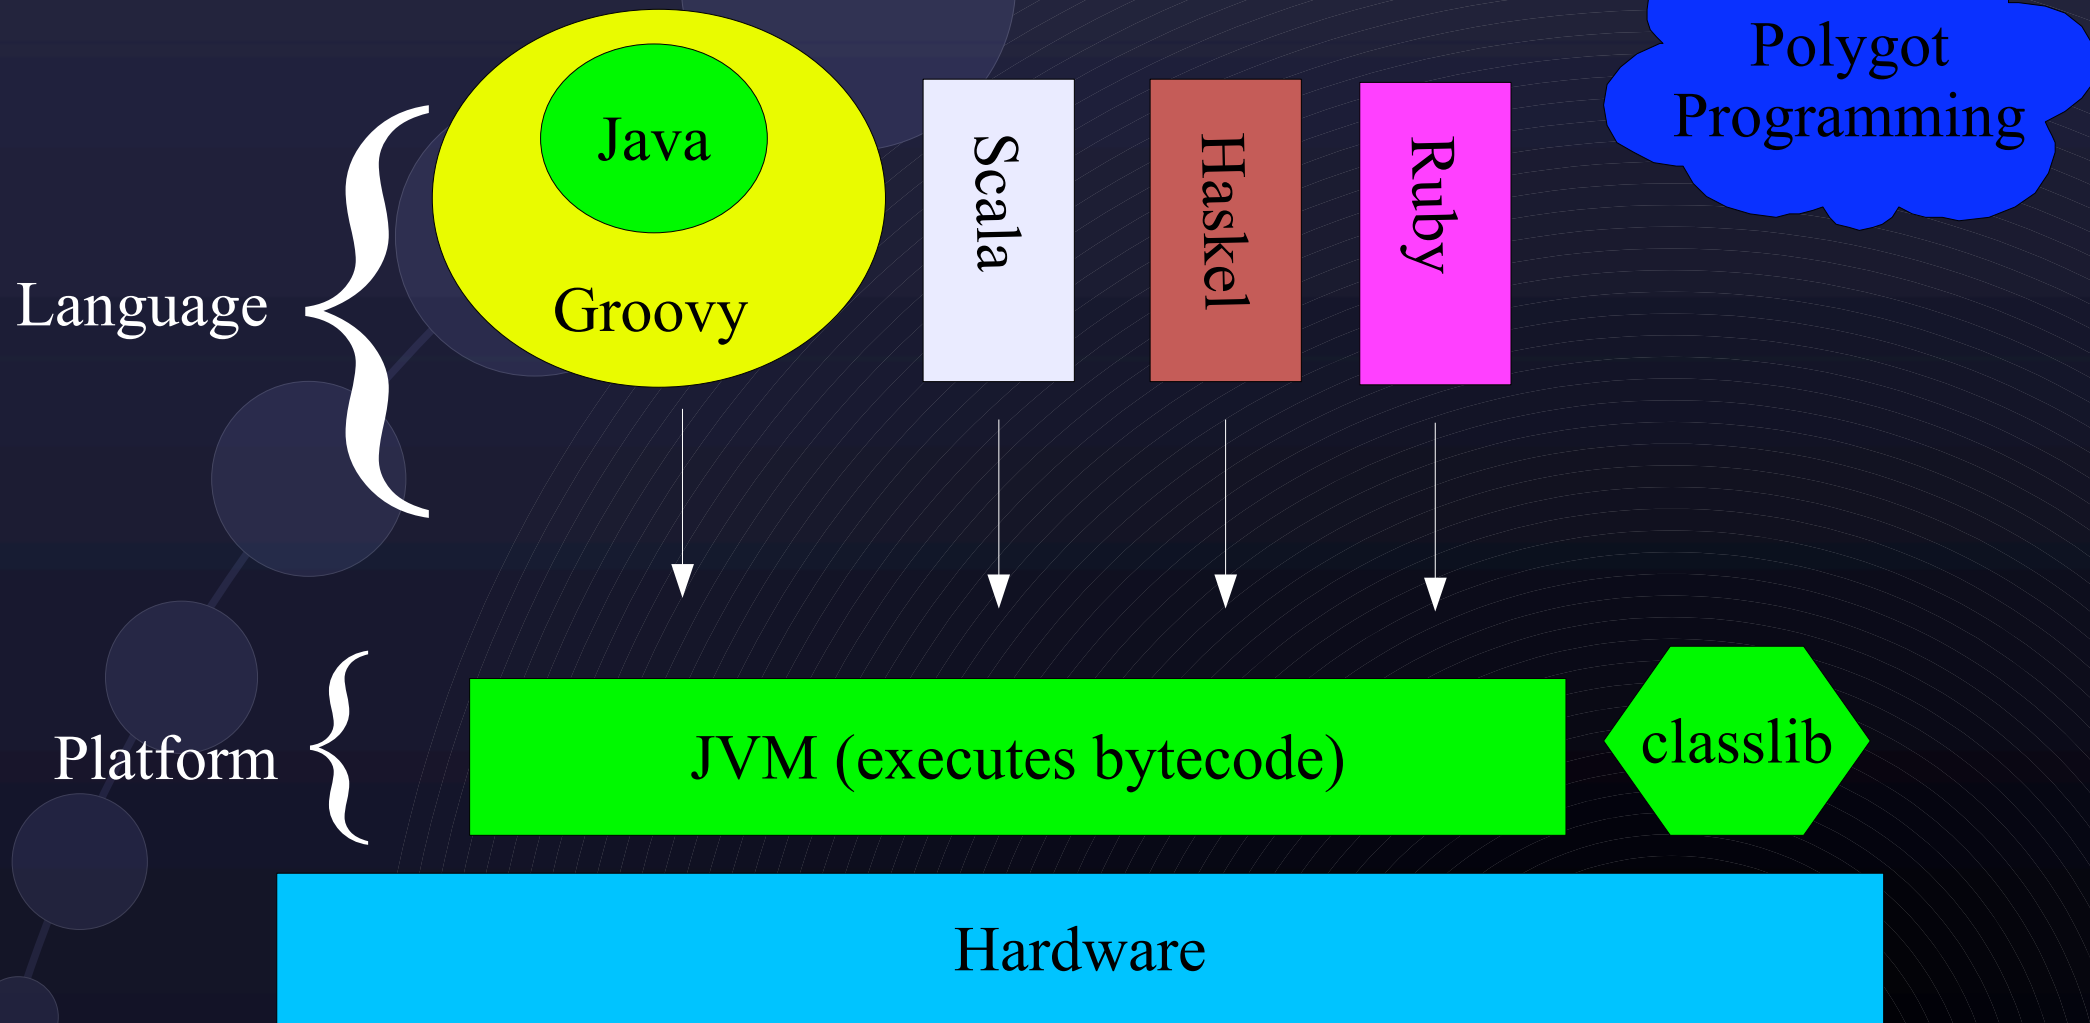 Polygot
Programming
Java
Scala
Haskel
Ruby
Language
Groovy
Platform
JVM (executes bytecode)
classlib
Hardware